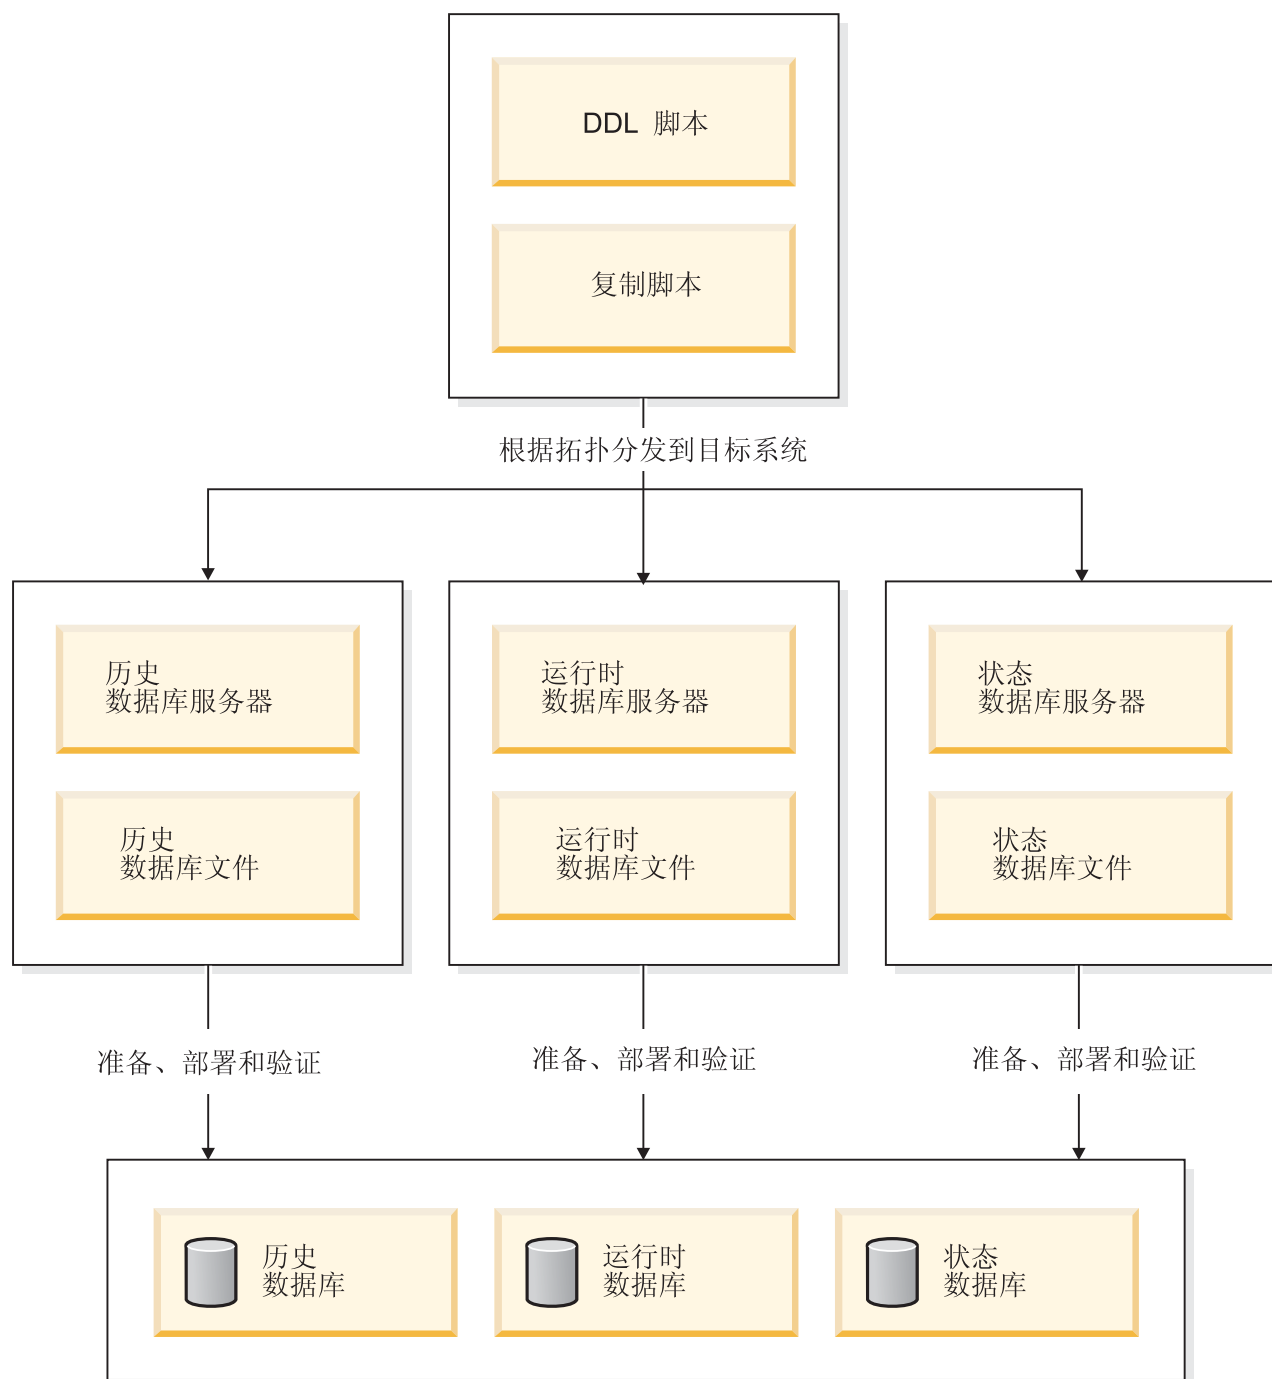 DDL 脚本
复制脚本
根据拓扑分发到目标系统
历史
数据库服务器
运行时
数据库服务器
状态
数据库服务器
历史
数据库文件
运行时
数据库文件
状态
数据库文件
准备、部署和验证
准备、部署和验证
准备、部署和验证
历史
数据库
运行时
数据库
状态
数据库